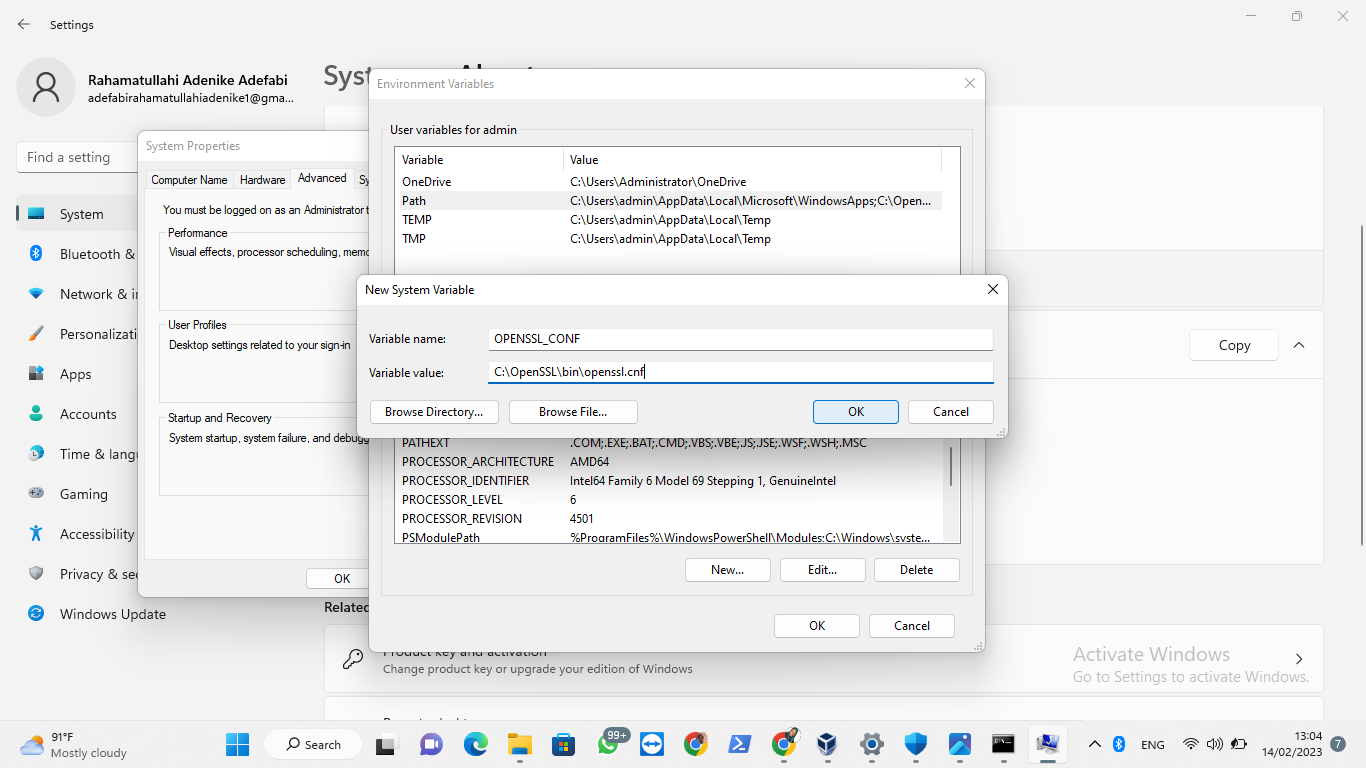 Settings
Rahamatullahi Adenike Adefabi
adefabirahamatullahiadenike1@gma...
Find a setting
System
Bluetooth &
Network & in
Personalizati
Apps
Accounts
Time & langu
Gaming
Accessibility
Privacy & sec
Windows Update
System
System Properties
Computer Name
Hardware
Advanced
Sy
You must be logged on as an Administrator t
Performance
Visual effects, processor scheduling, memo
User Profiles
Desktop settings related to your sign-in
Startup and Recovery
System startup, system failure, and debugg
OK
Environment Variables
User variables for admin
Variable Value
OneDrive C:\Users\Administrator\OneDrive
Path C:\Users\admin\AppData\Local\Microsoft\WindowsApps;C:\Open...
TEMP C:\Users\admin\AppData\Local\Temp
TMP C:\Users\admin\AppData\Local\Temp
New System Variable
Variable name: OPENSSL_CONF
Variable value: C:\OpenSSL\bin\openssl.cnf
Browse Directory... Browse File... OK Cancel
PATHEXT .COM;.EXE;.BAT;.CMD;.VBS;.VBE;.JS;.JSE;.WSF;.WSH;.MSC
PROCESSOR_ARCHITECTURE AMD64
PROCESSOR_IDENTIFIER Intel64 Family 6 Model 69 Stepping 1, GenuineIntel
PROCESSOR_LEVEL 6
PROCESSOR_REVISION 4501
PSModulePath %ProgramFiles%\WindowsPowerShell\Modules;C:\Windows\syste...
New... Edit... Delete
OK Cancel
Copy
Related
Product key and activation
Change product key or upgrade your edition of Windows
Activate Windows
Go to Settings to activate Windows.
91°F
Mostly cloudy
Search
99+
ENG
13:04
14/02/2023
7